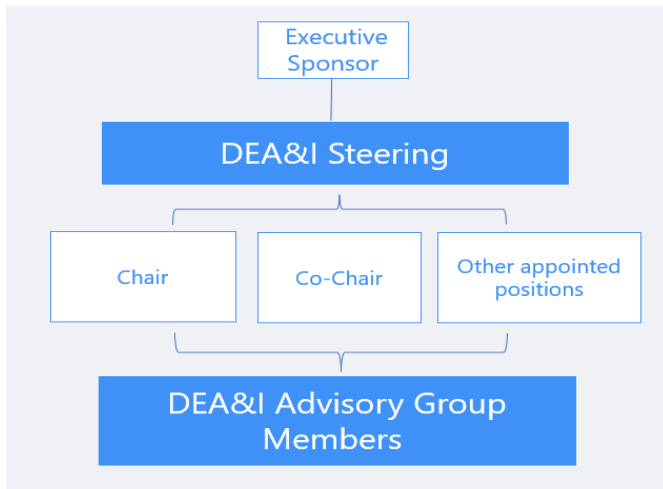 Executive
Sponsor
DEA&I Steering
Chair
Co-Chair
Other appointed
positions
DEA&I Advisory Group
Members